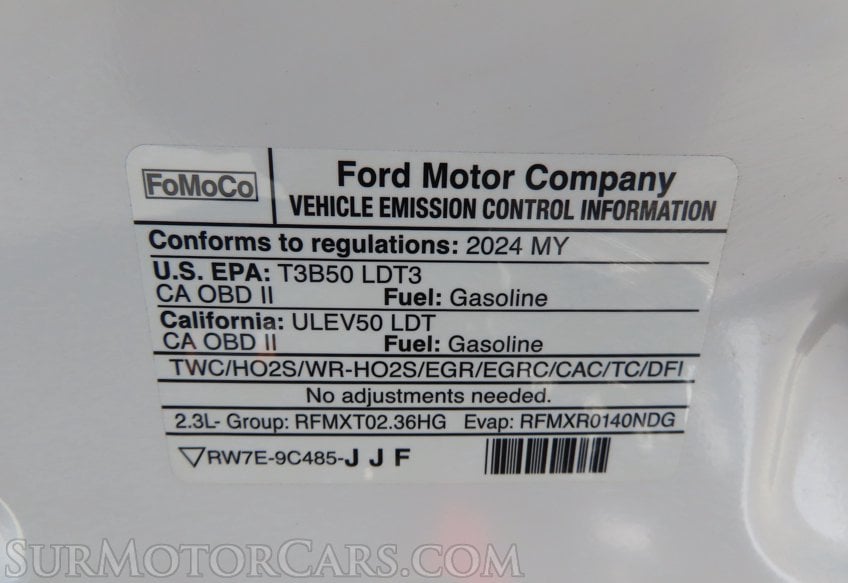 FoMoCo
Ford Motor Company
VEHICLE EMISSION CONTROL INFORMATION
Conforms to regulations: 2024 MY
U.S. EPA: T3B50 LDT3
CA OBD II Fuel: Gasoline
California: ULEV50 LDT
CA OBD II Fuel: Gasoline
TWC/HO2S/WR-HO2S/EGR/EGRC/CAC/TC/DFI
No adjustments needed.
2.3L- Group: RFMXT02.36HG Evap: RFMXR0140NDG
RW7E-9C485-J J F
SurMotorCars.com